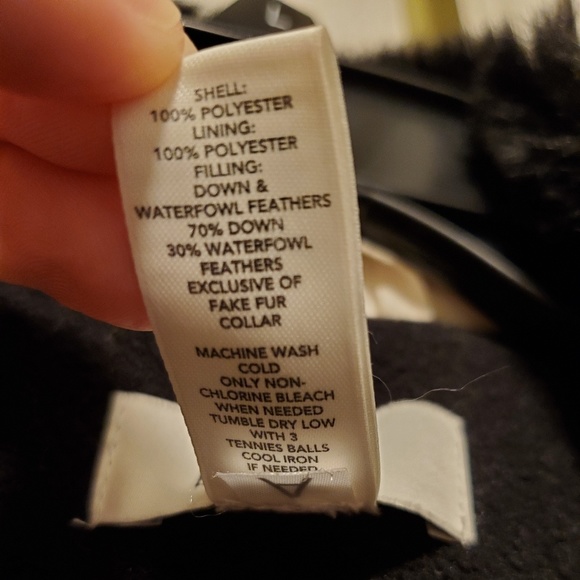 SHELL:
100% POLYESTER
LINING:
100% POLYESTER
FILLING:
DOWN &
WATERFOWL FEATHERS
70% DOWN
30% WATERFOWL
FEATHERS
EXCLUSIVE OF
FAKE FUR
COLLAR
MACHINE WASH
COLD
ONLY NON-
CHLORINE BLEACH
WHEN NEEDED
TUMBLE DRY LOW
WITH 3
TENNIES BALLS
COOL IRON
IF NEEDED